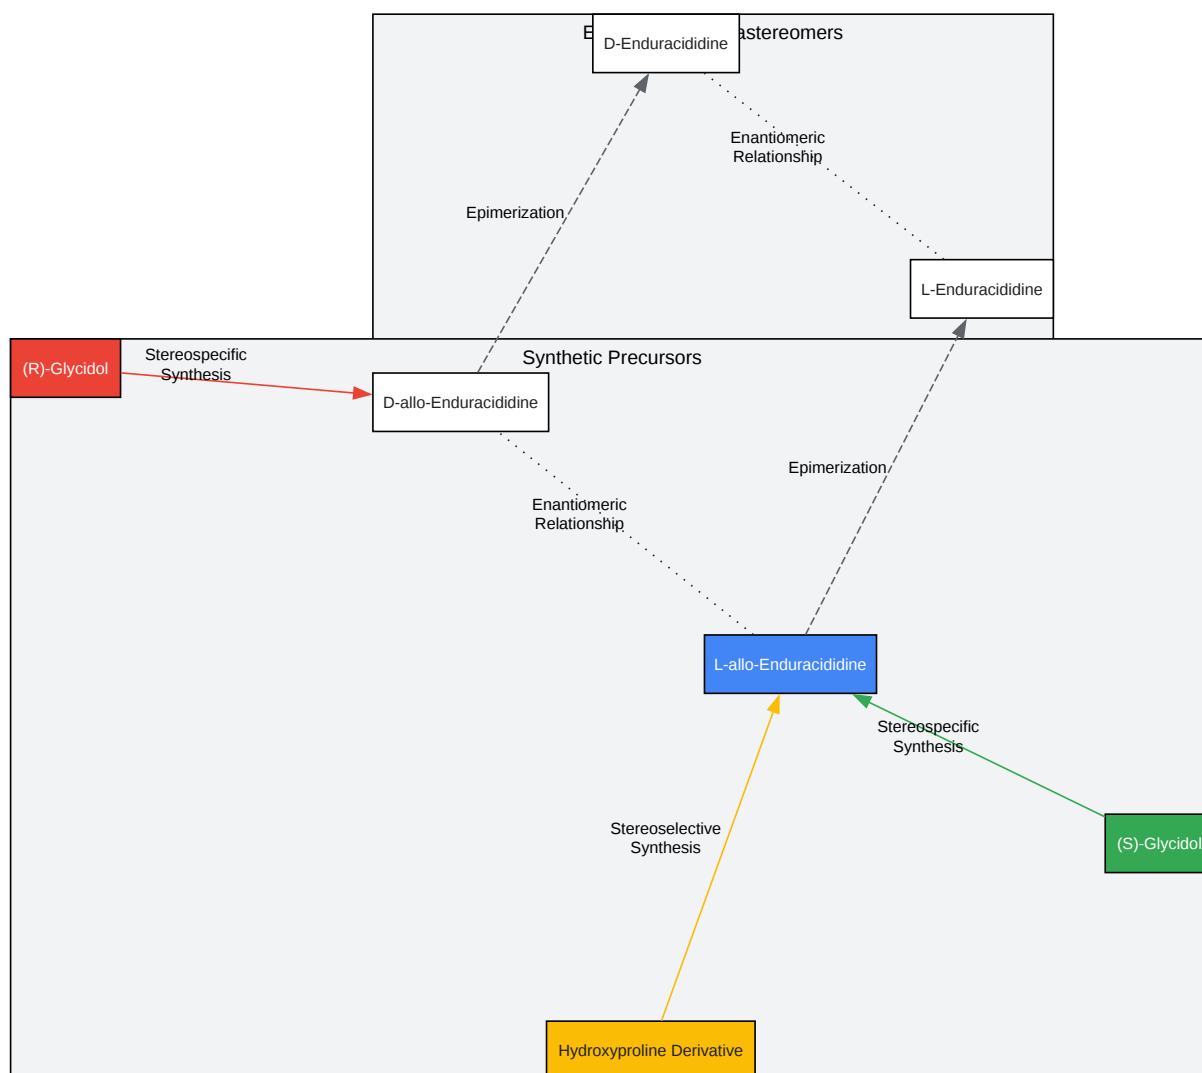 D-Enduracididine
astereomers
Enantiomeric
Relationship
Epimerization
L-Enduracididine
(R)-Glycidol
Stereospecific
Synthesis
Synthetic Precursors
D-allo-Enduracididine
Epimerization
Enantiomeric
Relationship
L-allo-Enduracididine
Stereospecific
Synthesis
Stereoselective
Synthesis
(S)-Glycidol
Hydroxyproline Derivative